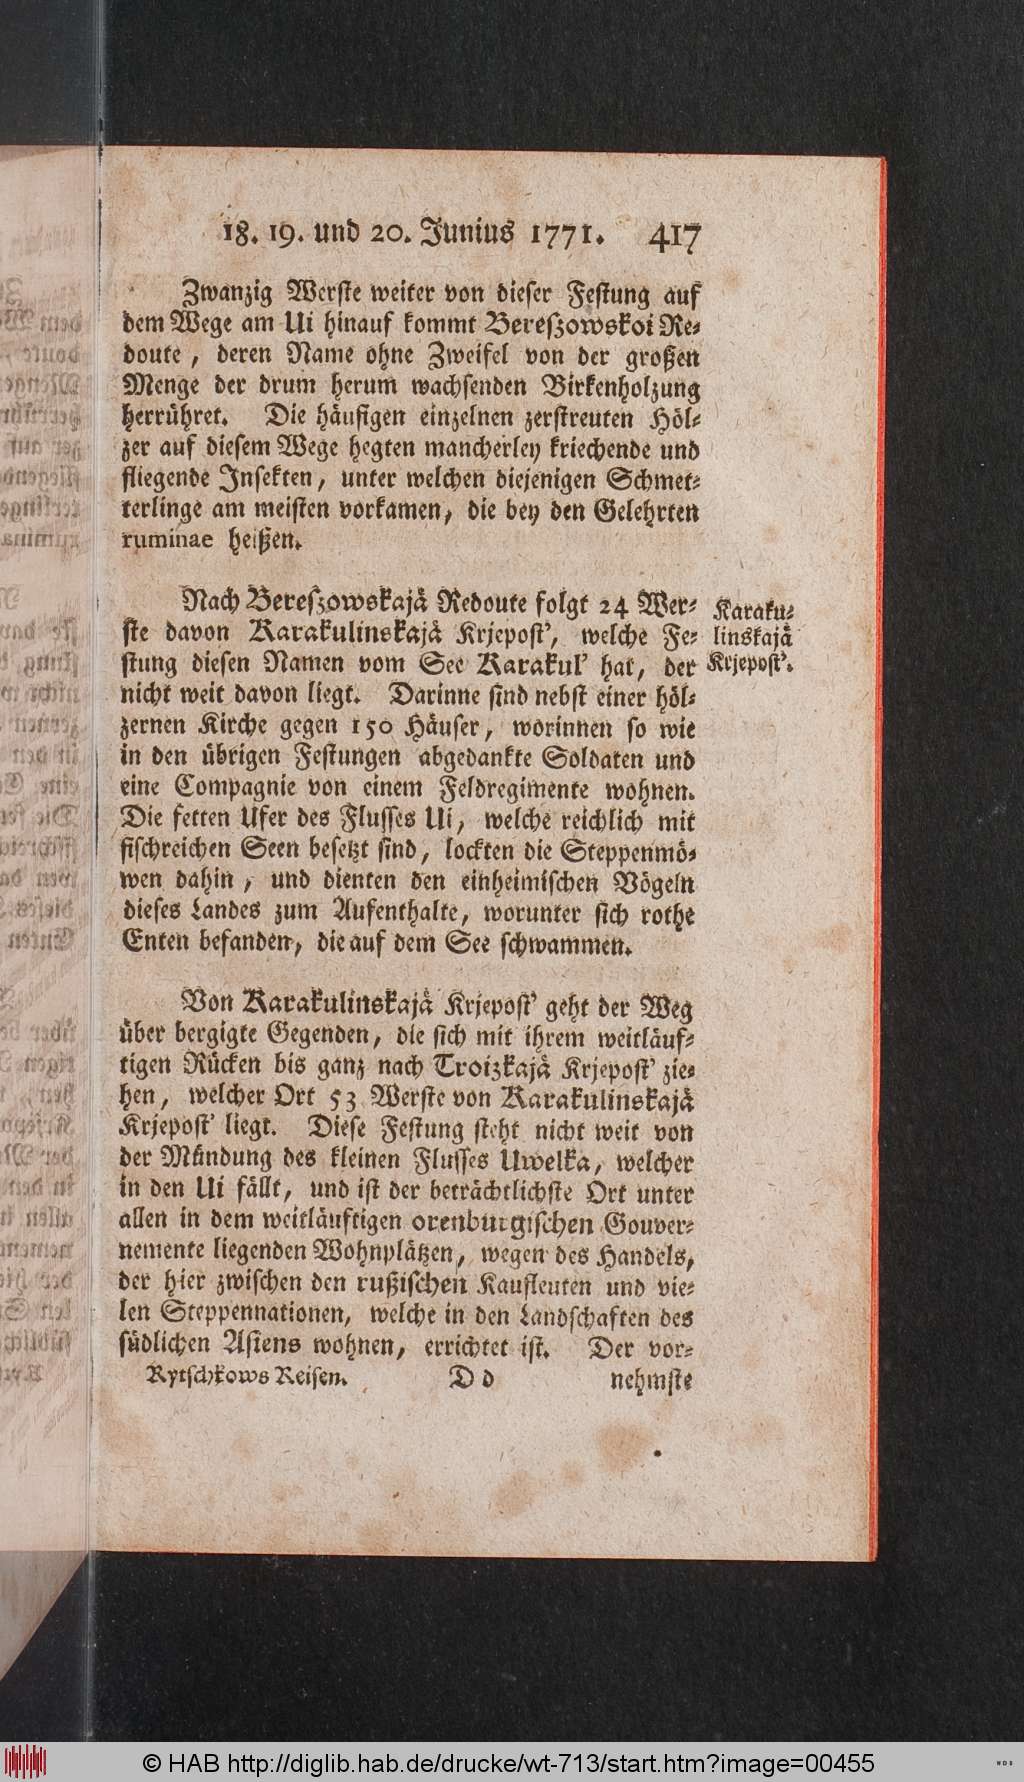 18. 19. und 20. Junius 1771. 417
Zwanzig Werste weiter von dieser Festung auf
dem Wege am Ui hinauf kommt Bereszowskoi Re-
doute, deren Name ohne Zweifel von der großen
Menge der drum herum wachsenden Birkenholzung
herrühret. Die häufigen einzelnen zerstreuten Höl-
zer auf diesem Wege hegten mancherley kriechende und
fliegende Insekten, unter welchen diejenigen Schmet-
terlinge am meisten vorkamen, die bey den Gelehrten
ruminae heißen.
Nach Bereszowskajä Redoute folgt 24 Wer-
ste davon Karakulinskajä Krjepost', welche Fe-
stung diesen Namen vom See Karakul' hat, der
nicht weit davon liegt. Darinne sind nebst einer höl-
zernen Kirche gegen 150 Häuser, worinnen so wie
in den übrigen Festungen abgedankte Soldaten und
eine Compagnie von einem Feldregimente wohnen.
Die fetten Ufer des Flusses Ui, welche reichlich mit
fischreichen Seen besetzt sind, lockten die Steppenmö-
wen dahin, und dienten den einheimischen Vögeln
dieses Landes zum Aufenthalte, worunter sich rothe
Enten befanden, die auf dem See schwammen.
Karaku-
linskajä
Krjepost'.
Von Karakulinskajä Krjepost' geht der Weg
über bergigte Gegenden, die sich mit ihrem weitläuf-
tigen Rücken bis ganz nach Troizkajä Krjepost' zie-
hen, welcher Ort 53 Werste von Karakulinskajä
Krjepost' liegt. Diese Festung steht nicht weit von
der Mündung des kleinen Flusses Uwelka, welcher
in den Ui fällt, und ist der beträchtlichste Ort unter
allen in dem weitläuftigen orenburgischen Gouver-
nemente liegenden Wohnplätzen, wegen des Handels,
der hier zwischen den rußischen Kaufleuten und vie-
len Steppennationen, welche in den Landschaften des
südlichen Asiens wohnen, errichtet ist. Der vor-
Rytschkows Reisen. D d nehmste
© HAB http://diglib.hab.de/drucke/wt-713/start.htm?image=00455